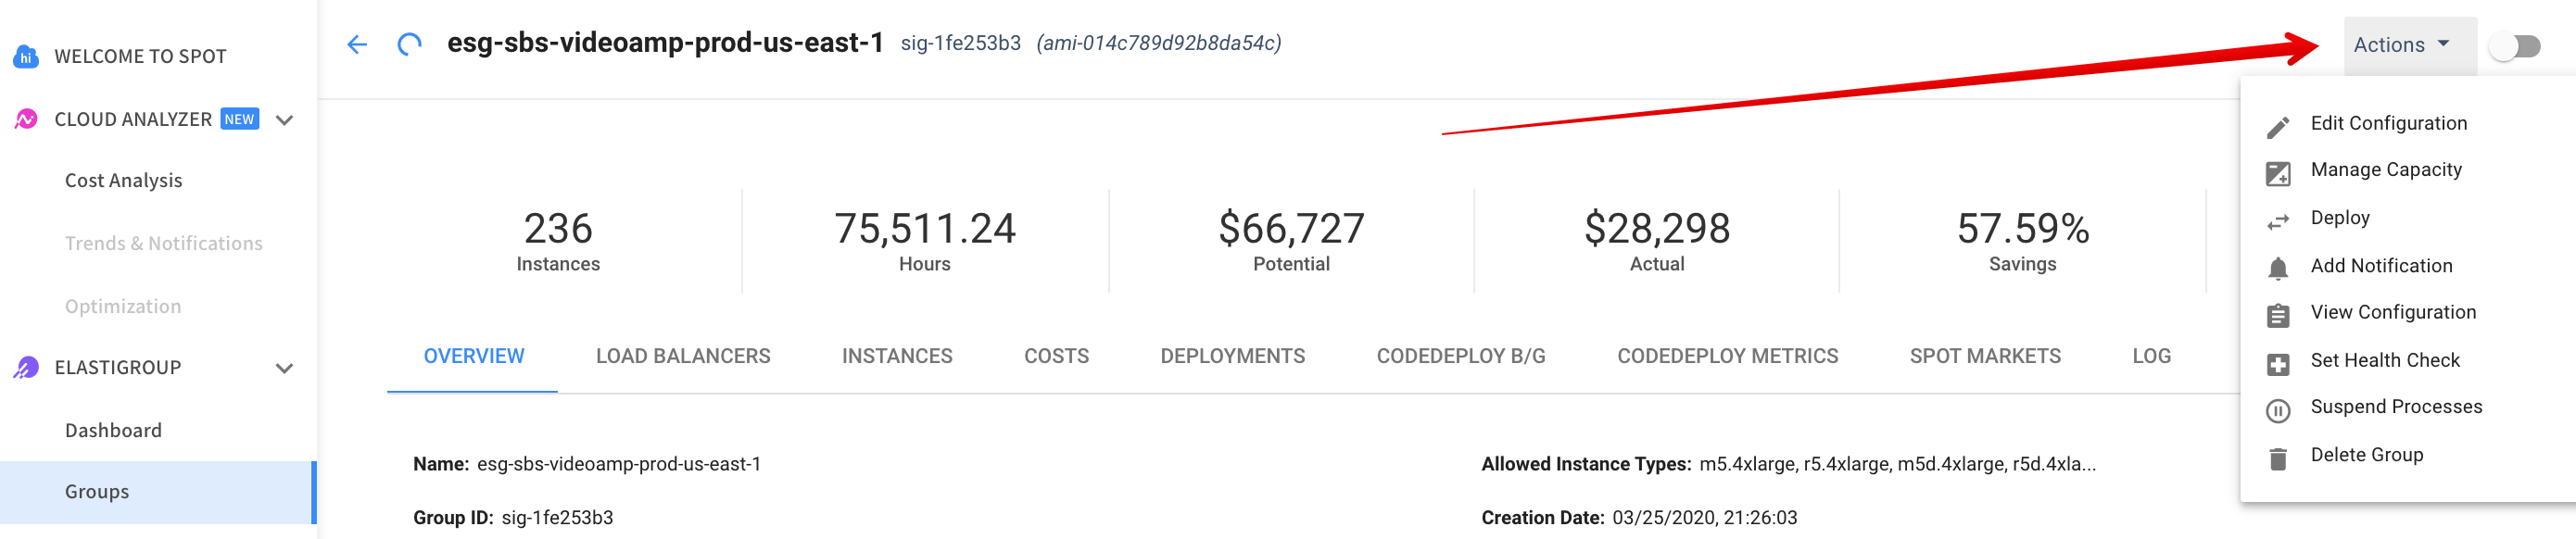 hi WELCOME TO SPOT
CLOUD ANALYZER NEW
Cost Analysis
Trends & Notifications
Optimization
ELASTIGROUP
Dashboard
Groups
esg-sbs-videoamp-prod-us-east-1 sig-1fe253b3 (ami-014c789d92b8da54c)
Actions
236 75,511.24 $66,727 $28,298 57.59%
Instances Hours Potential Actual Savings
OVERVIEW LOAD BALANCERS INSTANCES COSTS DEPLOYMENTS CODEDEPLOY B/G CODEDEPLOY METRICS SPOT MARKETS LOG
Name: esg-sbs-videoamp-prod-us-east-1 Allowed Instance Types: m5.4xlarge, r5.4xlarge, m5d.4xlarge, r5d.4xla...
Group ID: sig-1fe253b3 Creation Date: 03/25/2020, 21:26:03
Edit Configuration
Manage Capacity
Deploy
Add Notification
View Configuration
Set Health Check
Suspend Processes
Delete Group